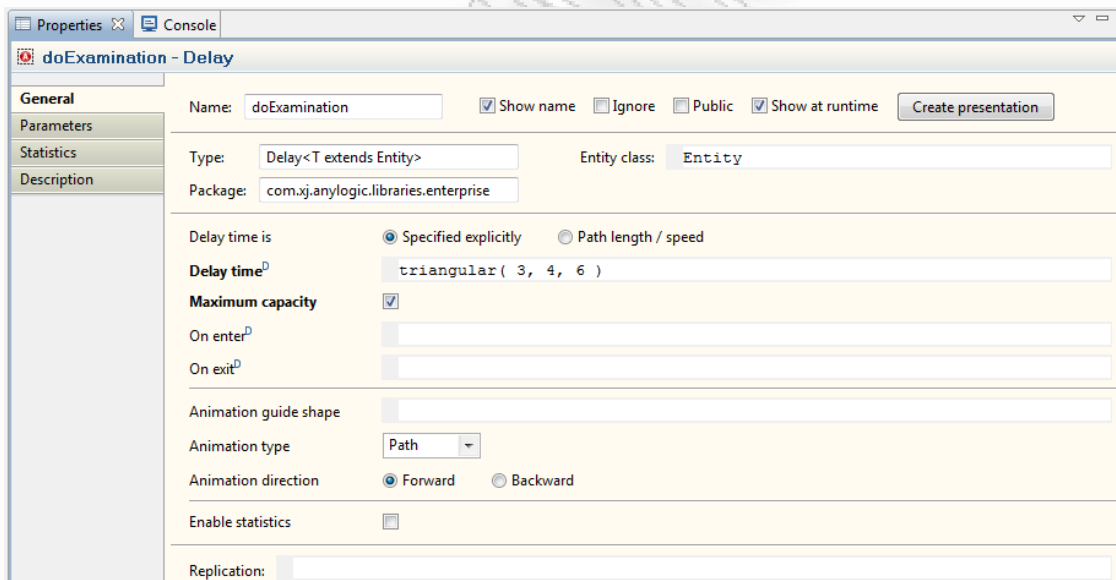 Properties Console
doExamination - Delay
General
Parameters
Statistics
Description
Name: doExamination Show name Ignore Public Show at runtime Create presentation
Type: Delay<T extends Entity> Entity class: Entity
Package: com.xj.anylogic.libraries.enterprise
Delay time is Specified explicitly Path length / speed
Delay timeD triangular( 3, 4, 6 )
Maximum capacity
On enterD
On exitD
Animation guide shape
Animation type Path
Animation direction Forward Backward
Enable statistics
Replication: